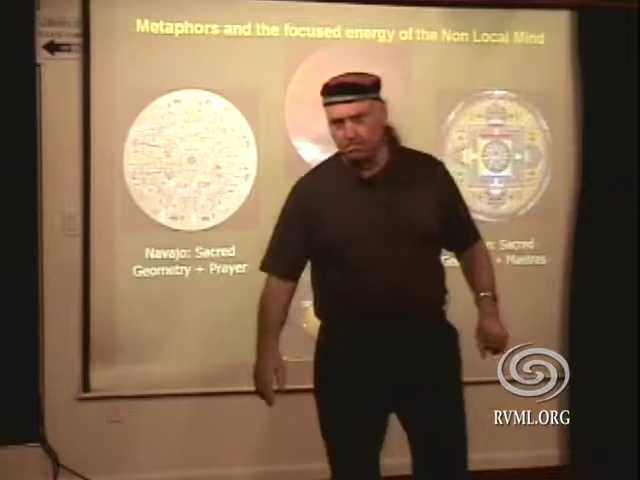 Metaphors and the focused energy of the Non Local Mind
Navajo: Sacred
Geometry + Prayer
Sacred
+ Mantras
RVML.ORG